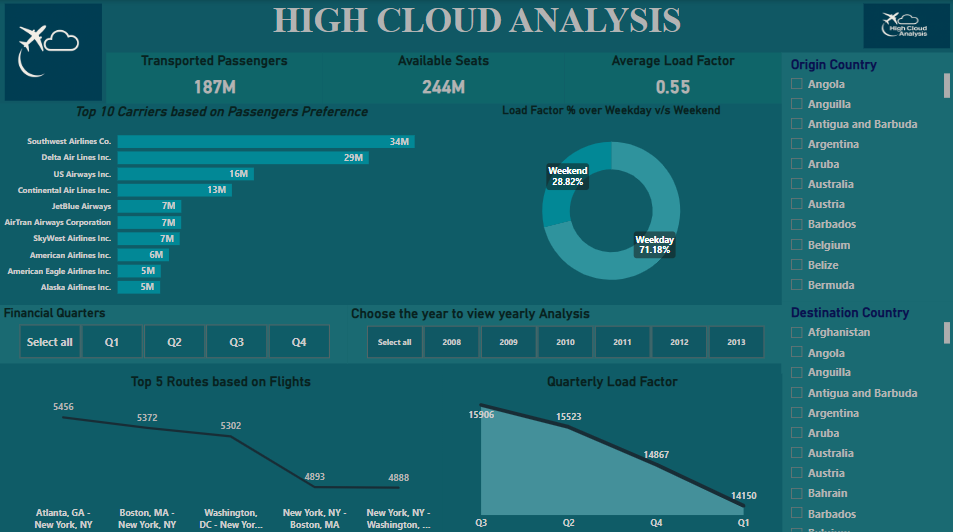 HIGH CLOUD ANALYSIS
High Cloud
Analysis
Transported Passengers
187M
Available Seats
244M
Average Load Factor
0.55
Top 10 Carriers based on Passengers Preference
Southwest Airlines Co.
34M
Delta Air Lines Inc.
29M
US Airways Inc.
16M
Continental Air Lines Inc.
13M
JetBlue Airways
7M
AirTran Airways Corporation
7M
SkyWest Airlines Inc.
7M
American Airlines Inc.
6M
American Eagle Airlines Inc.
5M
Alaska Airlines Inc.
5M
Load Factor % over Weekday v/s Weekend
Weekend
28.82%
Weekday
71.18%
Origin Country
Angola
Anguilla
Antigua and Barbuda
Argentina
Aruba
Australia
Austria
Barbados
Belgium
Belize
Bermuda
Financial Quarters
Select all
Q1
Q2
Q3
Q4
Choose the year to view yearly Analysis
Select all
2008
2009
2010
2011
2012
2013
Destination Country
Afghanistan
Angola
Anguilla
Antigua and Barbuda
Argentina
Aruba
Australia
Austria
Bahrain
Barbados
Belgium
Top 5 Routes based on Flights
5456
5372
5302
4893
4888
Atlanta, GA -
New York, NY
Boston, MA -
New York, NY
Washington,
DC - New Yor...
New York, NY -
Boston, MA
New York, NY -
Washington, ...
Quarterly Load Factor
15906
15523
14867
14150
Q3
Q2
Q4
Q1